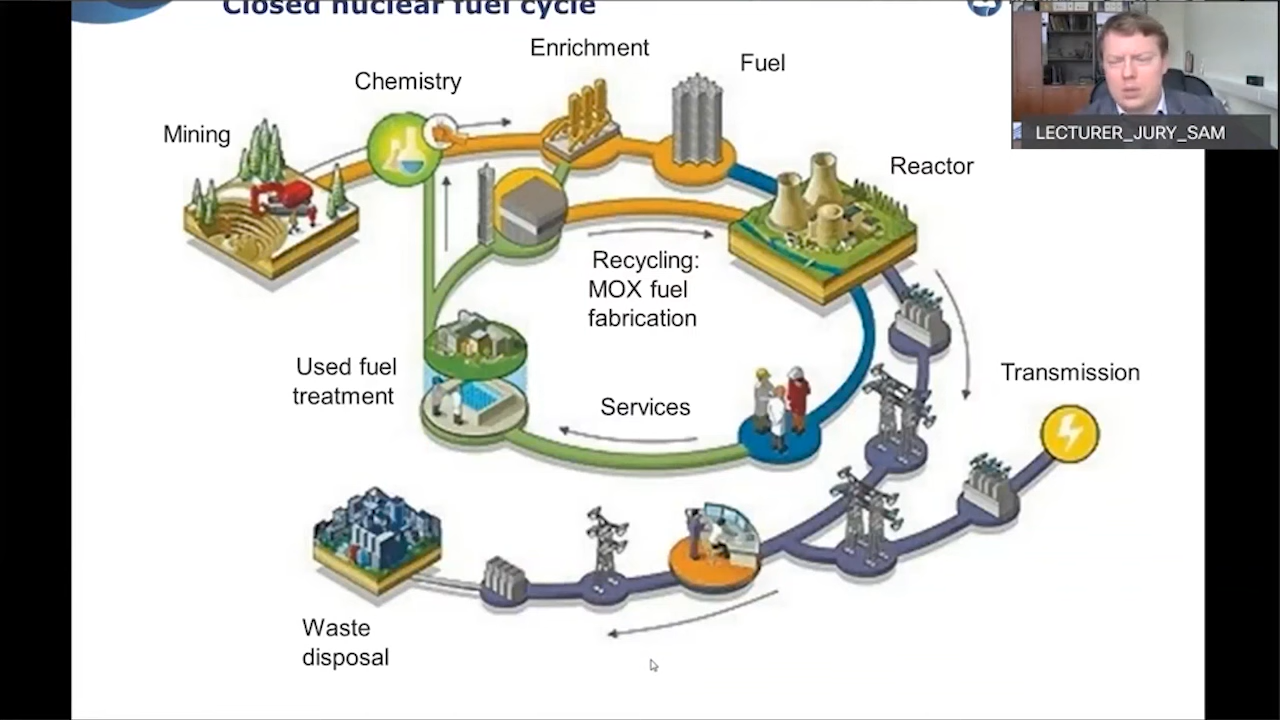 Closed nuclear fuel cycle
Enrichment
Fuel
Chemistry
Mining
LECTURER_JURY_SAM
Reactor
Recycling:
MOX fuel
fabrication
Used fuel
treatment
Transmission
Services
Waste
disposal